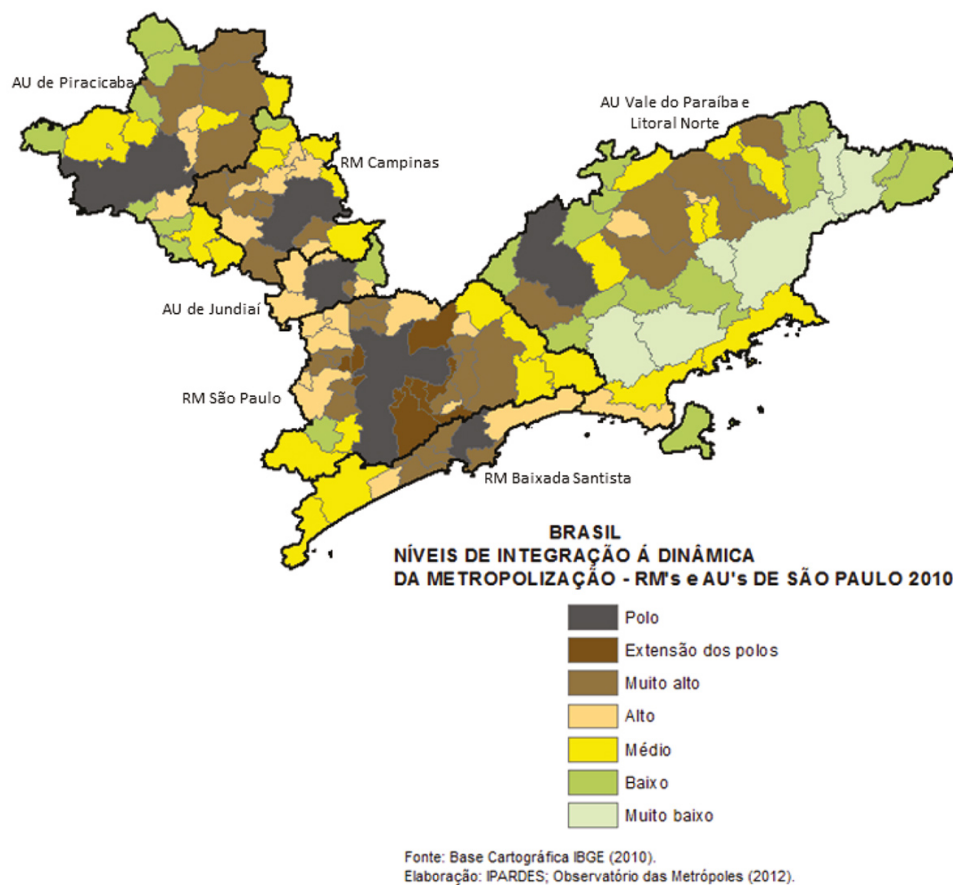 AU de Piracicaba
AU Vale do Paraíba e
Litoral Norte
RM Campinas
AU de Jundiaí
RM São Paulo
RM Baixada Santista
BRASIL
NÍVEIS DE INTEGRAÇÃO Á DINÂMICA
DA METROPOLIZAÇÃO - RM's e AU's DE SÃO PAULO 2010
Polo
Extensão dos polos
Muito alto
Alto
Médio
Baixo
Muito baixo
Fonte: Base Cartográfica IBGE (2010).
Elaboração: IPARDES; Observatório das Metrópoles (2012).